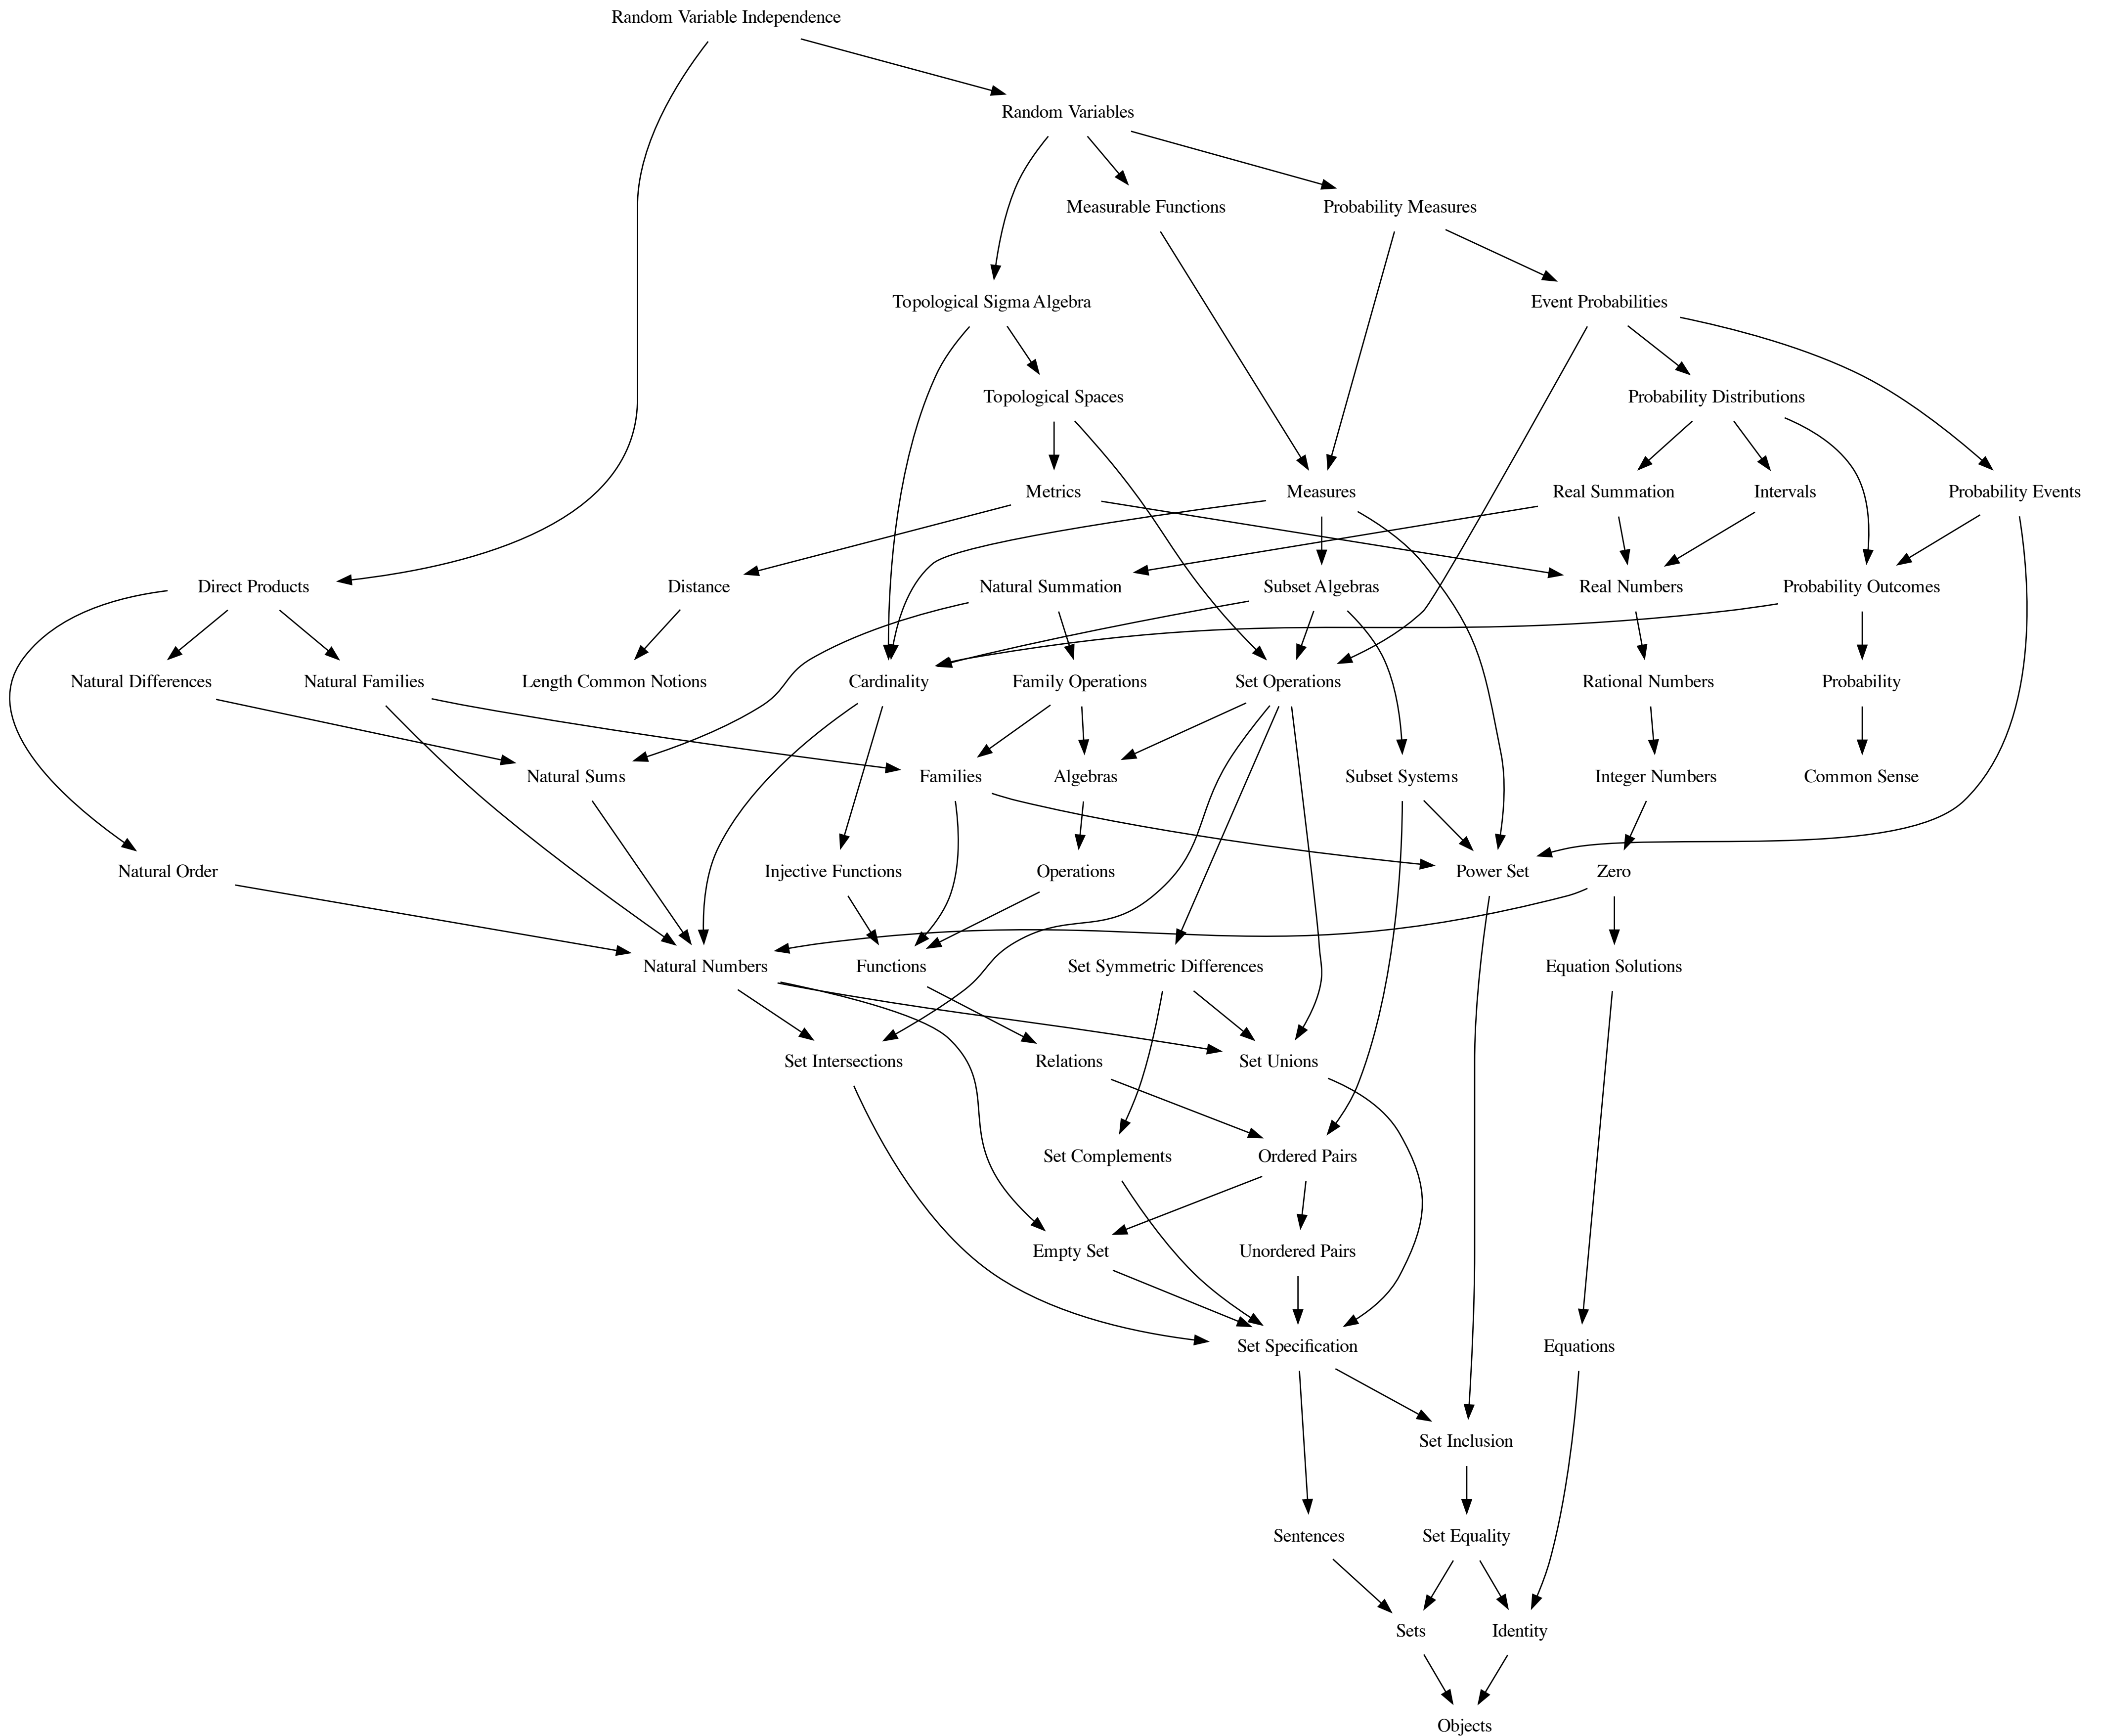 Random Variable Independence
Random Variables
Measurable Functions
Probability Measures
Topological Sigma Algebra
Event Probabilities
Topological Spaces
Probability Distributions
Metrics
Measures
Real Summation
Intervals
Probability Events
Direct Products
Distance
Natural Summation
Subset Algebras
Real Numbers
Probability Outcomes
Natural Differences
Natural Families
Length Common Notions
Cardinality
Family Operations
Set Operations
Rational Numbers
Probability
Natural Sums
Families
Algebras
Subset Systems
Integer Numbers
Common Sense
Natural Order
Injective Functions
Operations
Power Set
Zero
Natural Numbers
Functions
Set Symmetric Differences
Equation Solutions
Set Intersections
Relations
Set Unions
Set Complements
Ordered Pairs
Empty Set
Unordered Pairs
Set Specification
Equations
Set Inclusion
Sentences
Set Equality
Sets
Identity
Objects